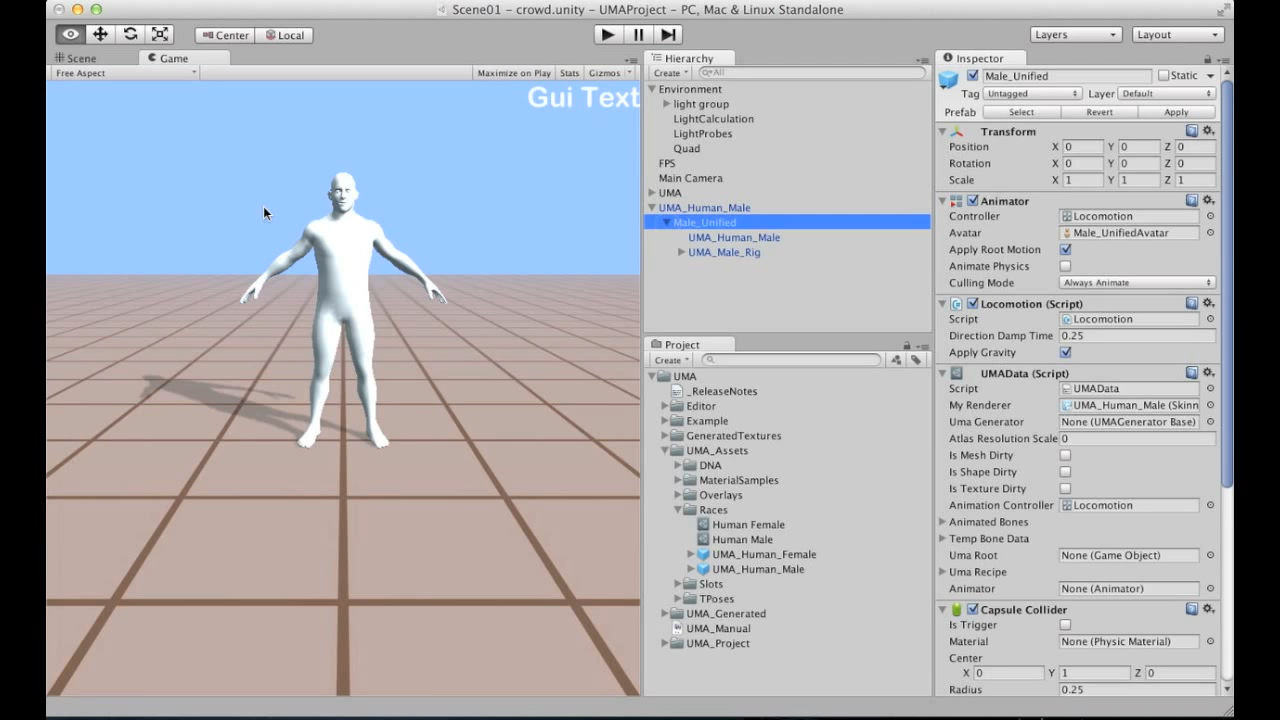 Scene01 – crowd.unity – UMAProject – PC, Mac & Linux Standalone
Center Local Layers Layout
Scene Game
Free Aspect Maximize on Play Stats Gizmos
Gui Text
Hierarchy
Create All
Environment
light group
LightCalculation
LightProbes
Quad
FPS
Main Camera
UMA
UMA_Human_Male
Male_Unified
UMA_Human_Male
UMA_Male_Rig
Project
Create
UMA
_ReleaseNotes
Editor
Example
GeneratedTextures
UMA_Assets
DNA
MaterialSamples
Overlays
Races
Human Female
Human Male
UMA_Human_Female
UMA_Human_Male
Slots
TPoses
UMA_Generated
UMA_Manual
UMA_Project
Inspector
Male_Unified Static
Tag Untagged Layer Default
Prefab Select Revert Apply
Transform
Position X 0 Y 0 Z 0
Rotation X 0 Y 0 Z 0
Scale X 1 Y 1 Z 1
Animator
Controller Locomotion
Avatar Male_UnifiedAvatar
Apply Root Motion
Animate Physics
Culling Mode Always Animate
Locomotion (Script)
Script Locomotion
Direction Damp Time 0.25
Apply Gravity
UMAData (Script)
Script UMAData
My Renderer UMA_Human_Male (Skinn
Uma Generator None (UMAGenerator Base)
Atlas Resolution Scale 0
Is Mesh Dirty
Is Shape Dirty
Is Texture Dirty
Animation Controller Locomotion
Animated Bones
Temp Bone Data
Uma Root None (Game Object)
Uma Recipe
Animator None (Animator)
Capsule Collider
Is Trigger
Material None (Physic Material)
Center
X 0 Y 1 Z 0
Radius 0.25